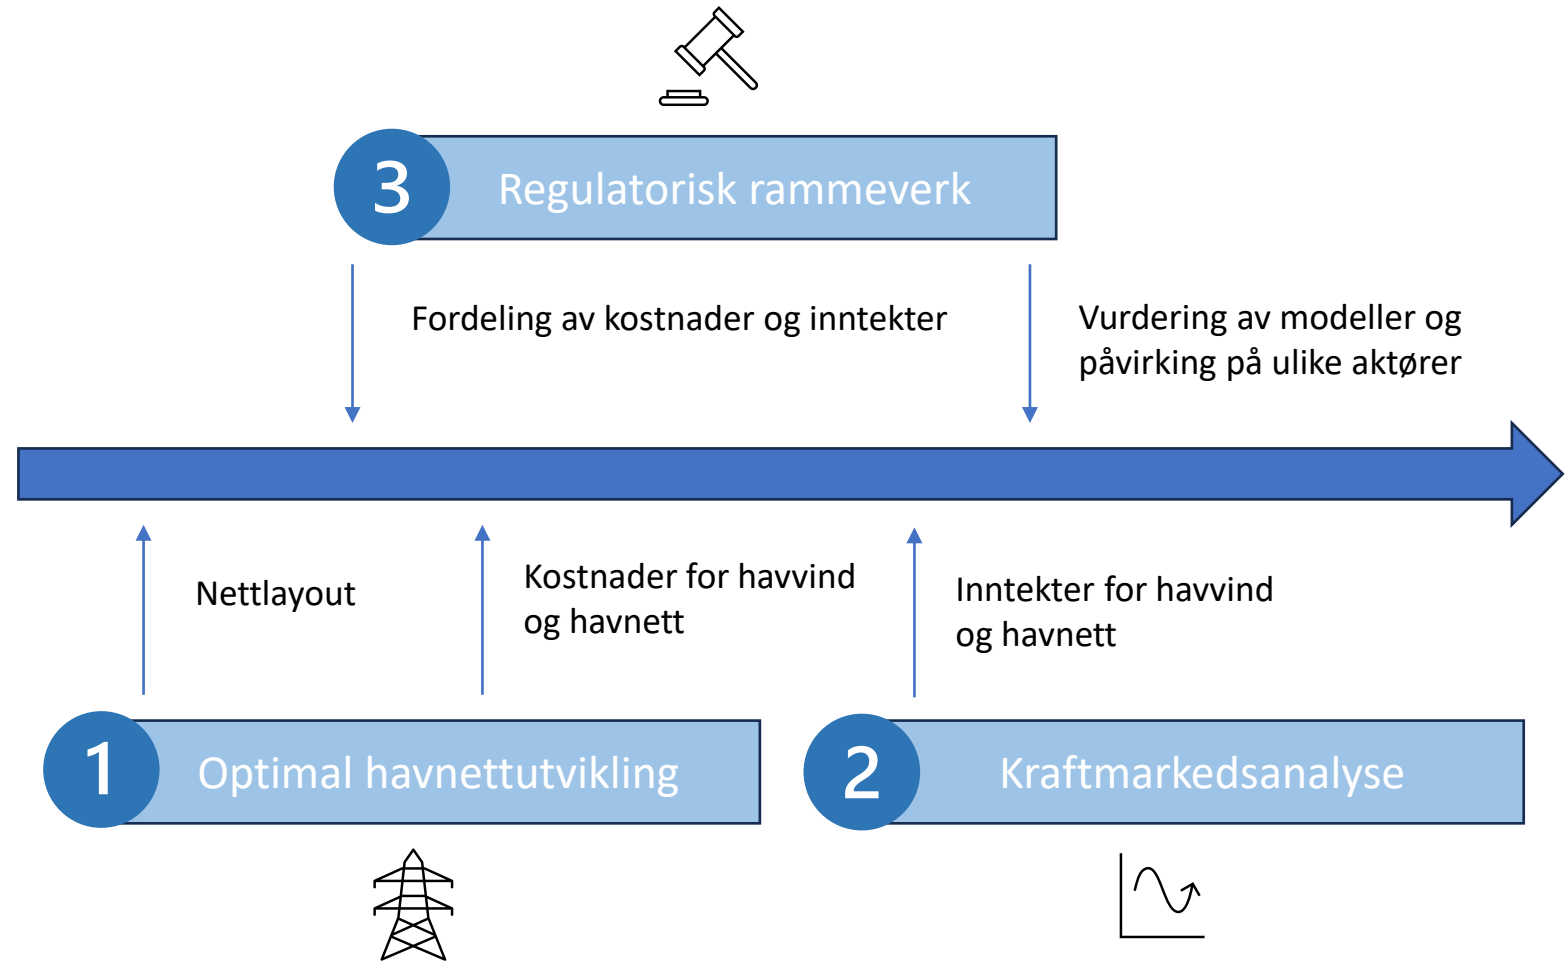 3
Regulatorisk rammeverk
Fordeling av kostnader og inntekter
Vurdering av modeller og
påvirking på ulike aktører
Nettlayout
Kostnader for havvind
og havnett
Inntekter for havvind
og havnett
1
Optimal havnettutvikling
2
Kraftmarkedsanalyse